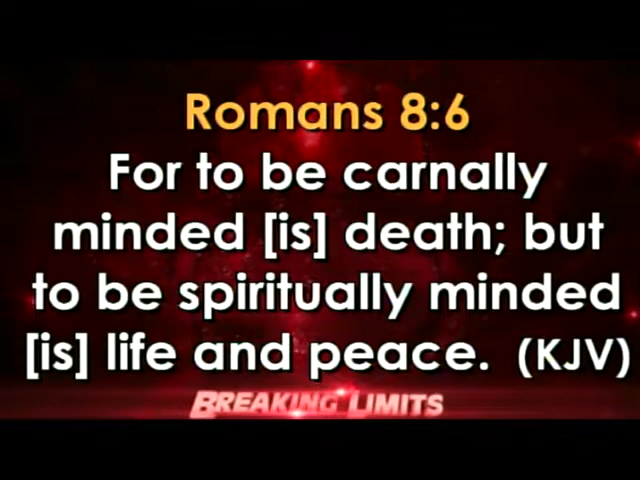 Romans 8:6
For to be carnally
minded [is] death; but
to be spiritually minded
[is] life and peace. (KJV)
BREAKING LIMITS